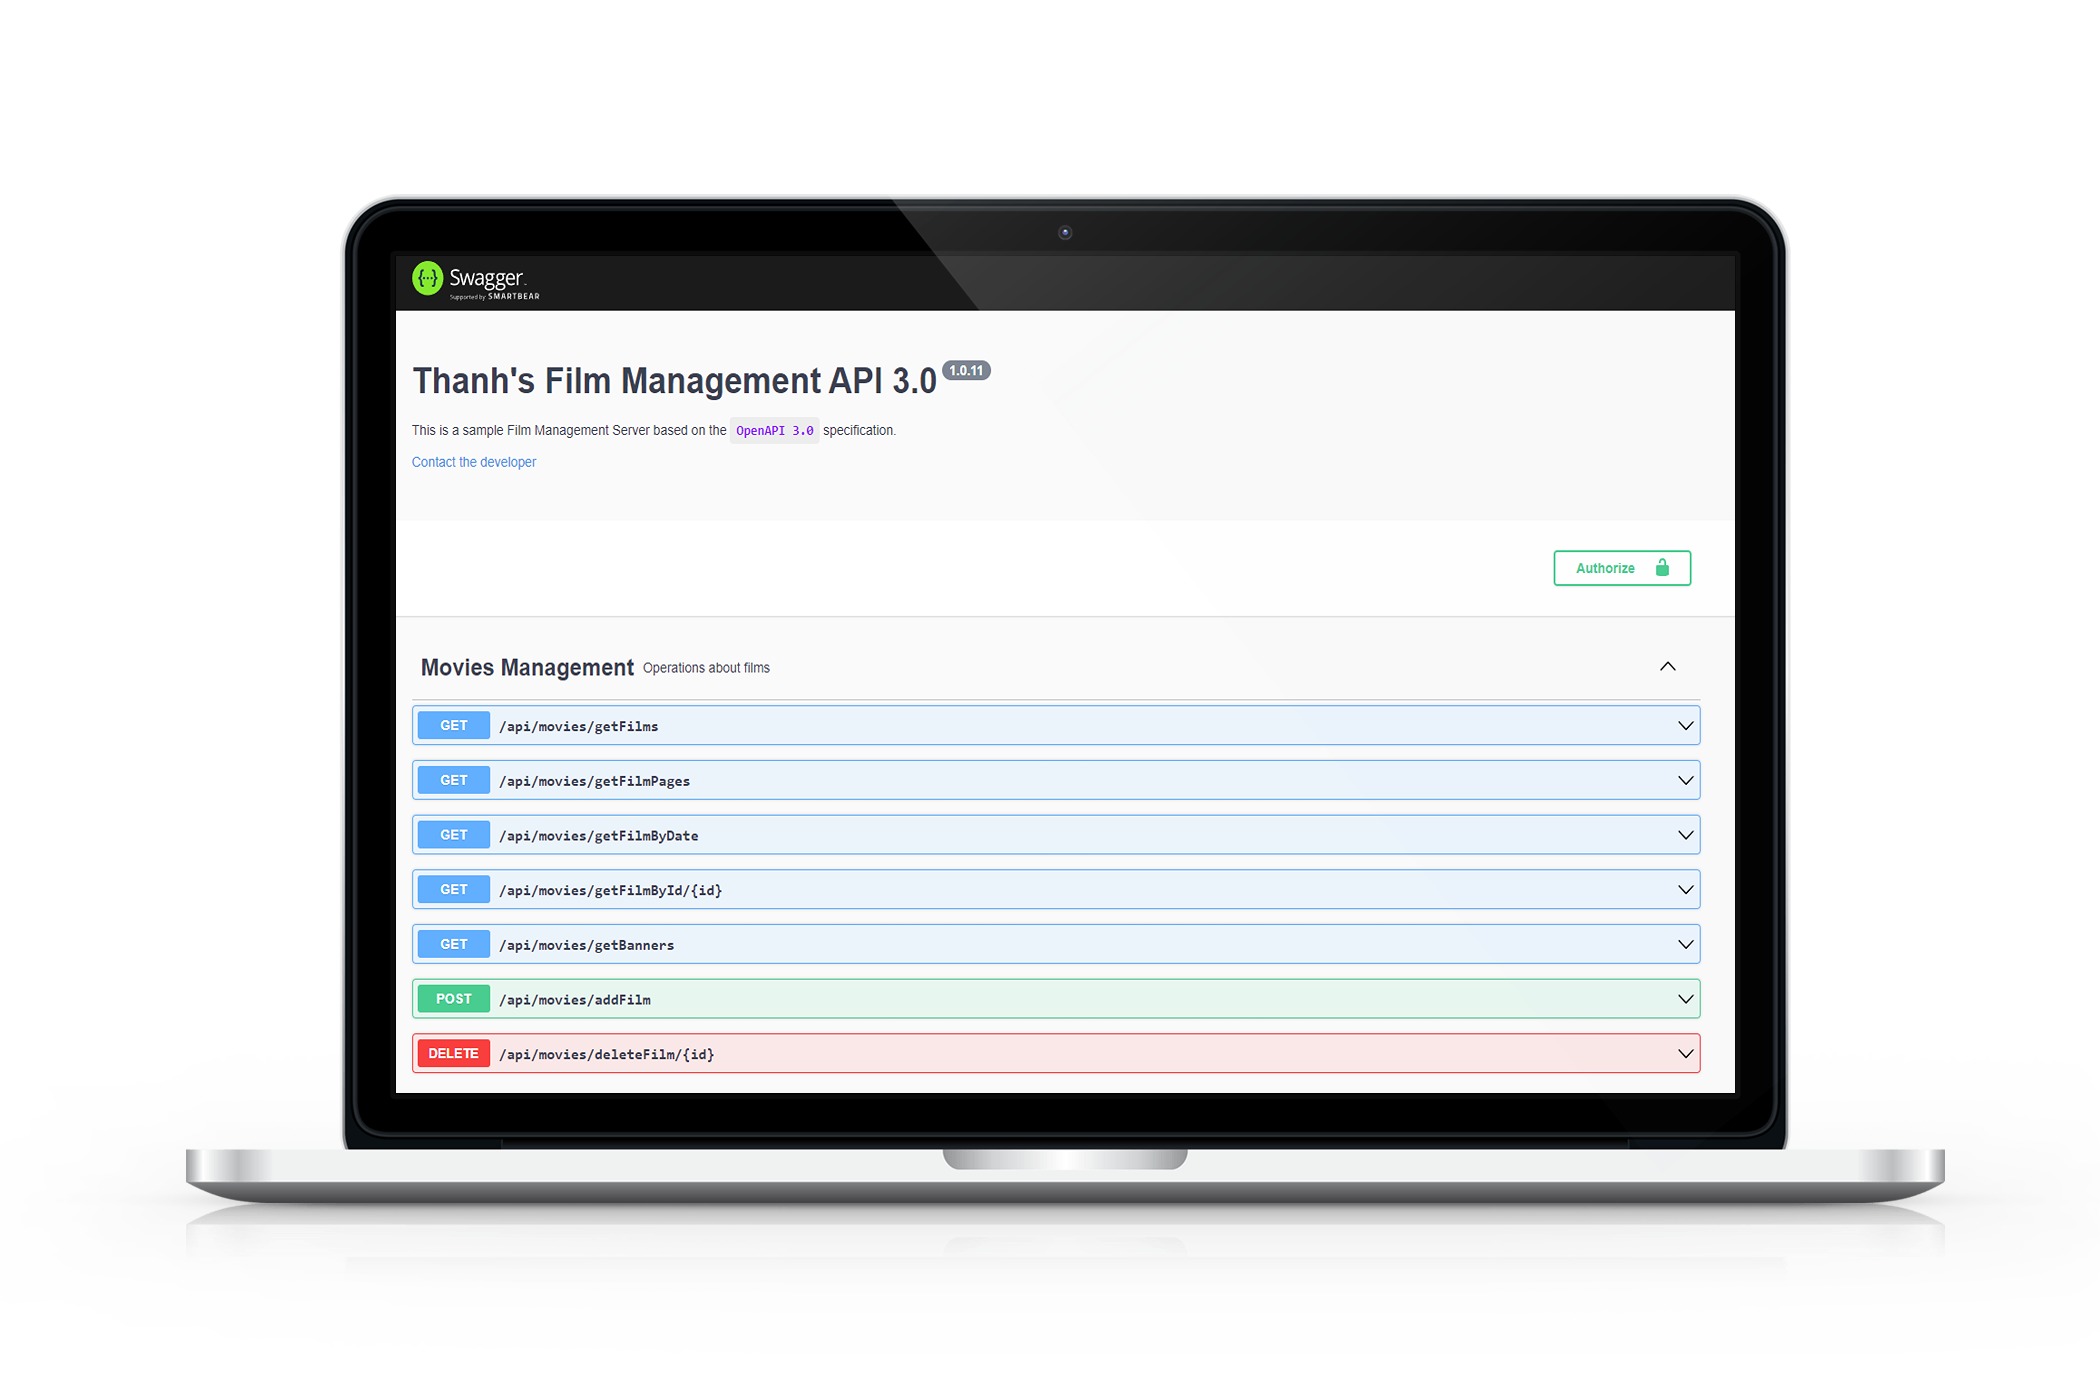 {···} Swagger
Supported by SMARTBEAR
Thanh's Film Management API 3.0 1.0.11
This is a sample Film Management Server based on the OpenAPI 3.0 specification.
Contact the developer
Authorize
Movies Management Operations about films
GET /api/movies/getFilms
GET /api/movies/getFilmPages
GET /api/movies/getFilmByDate
GET /api/movies/getFilmById/{id}
GET /api/movies/getBanners
POST /api/movies/addFilm
DELETE /api/movies/deleteFilm/{id}